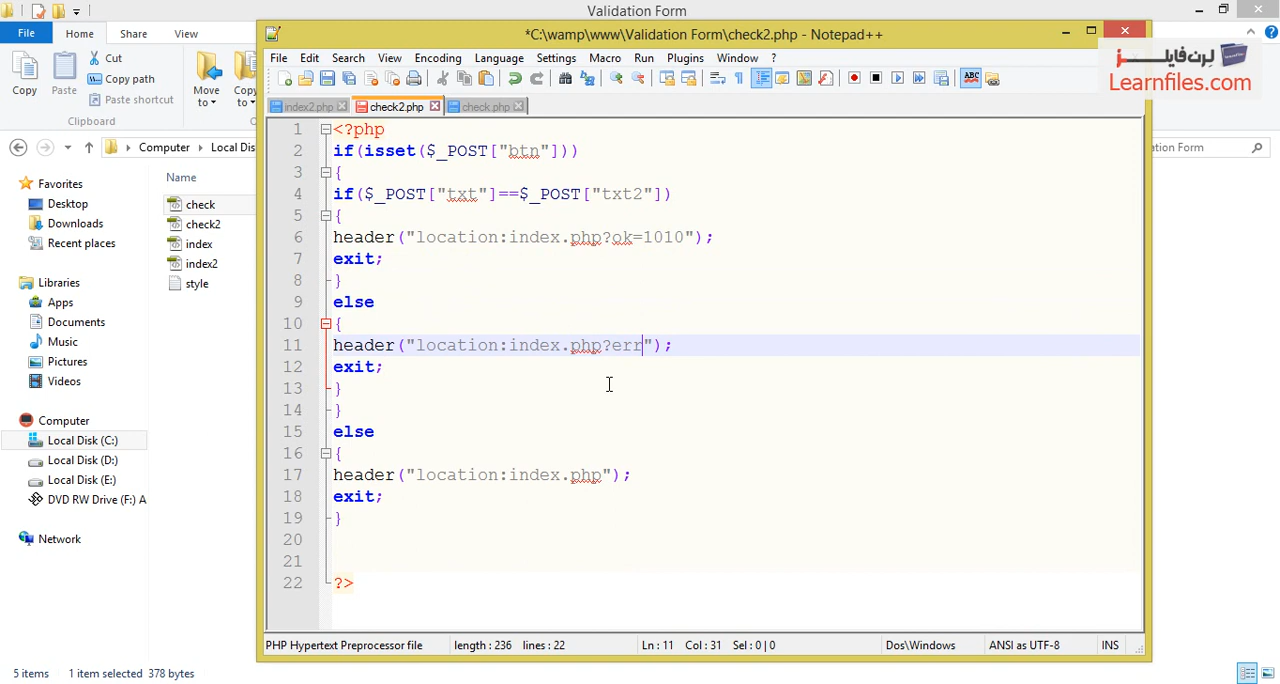 Validation Form
File Home Share View
Copy Paste Cut Copy path Paste shortcut Move to Copy to
Clipboard
*C:\wamp\www\Validation Form\check2.php - Notepad++
File Edit Search View Encoding Language Settings Macro Run Plugins Window ?
لرن فایلز
Learnfiles.com
index2.php check2.php check.php
Computer Local Dis
ation Form
Favorites
Desktop
Downloads
Recent places
Libraries
Apps
Documents
Music
Pictures
Videos
Computer
Local Disk (C:)
Local Disk (D:)
Local Disk (E:)
DVD RW Drive (F:) A
Network
Name
check
check2
index
index2
style
1 <?php
2 if(isset($_POST["btn"]))
3 {
4 if($_POST["txt"]==$_POST["txt2"])
5 {
6 header("location:index.php?ok=1010");
7 exit;
8 }
9 else
10 {
11 header("location:index.php?err");
12 exit;
13 }
14 }
15 else
16 {
17 header("location:index.php");
18 exit;
19 }
20
21
22 ?>
PHP Hypertext Preprocessor file length : 236 lines : 22 Ln : 11 Col : 31 Sel : 0 | 0 Dos\Windows ANSI as UTF-8 INS
5 items 1 item selected 378 bytes